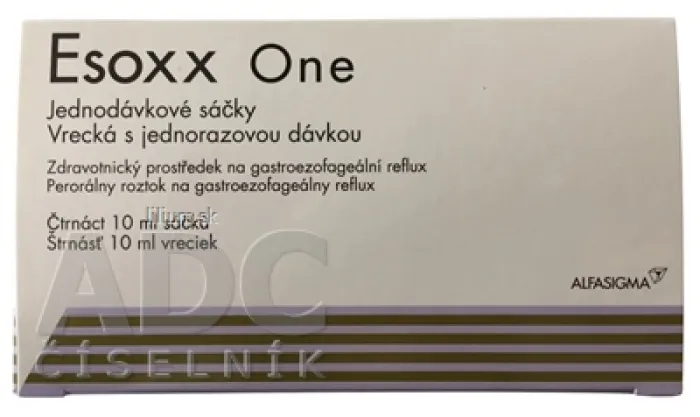 Esoxx One
Jednodávkové sáčky
Vrecká s jednorazovou dávkou
Zdravotnický prostředek na gastroezofageální reflux
Perorálny roztok na gastroezofageálny reflux
Čtrnáct 10 ml sáčků
Štrnásť 10 ml vreciek
ALFASIGMA
ADC
ČÍSELNÍK